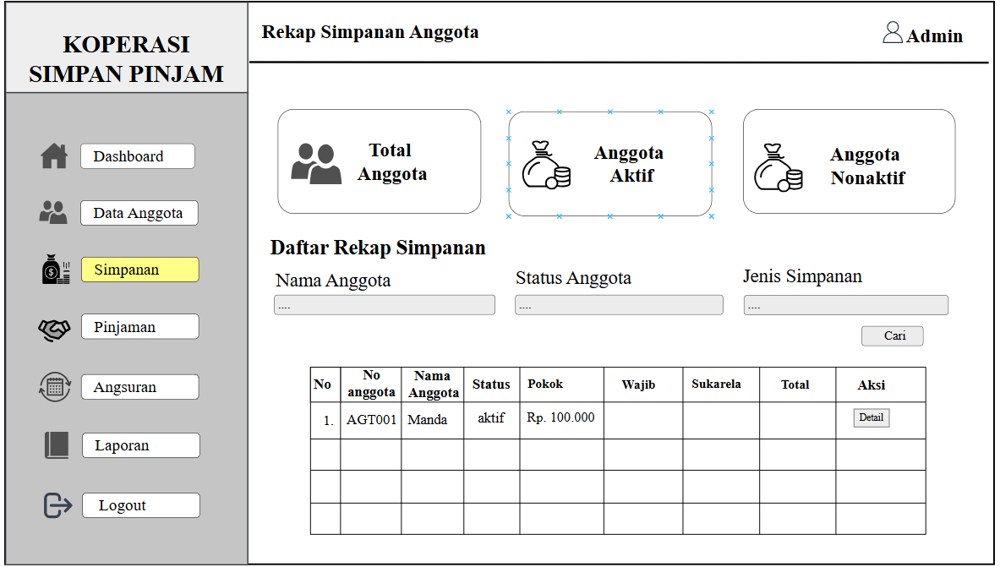 KOPERASI
SIMPAN PINJAM
Dashboard
Data Anggota
Simpanan
Pinjaman
Angsuran
Laporan
Logout
Rekap Simpanan Anggota
Admin
Total
Anggota
Anggota
Aktif
Anggota
Nonaktif
Daftar Rekap Simpanan
Nama Anggota
Status Anggota
Jenis Simpanan
....
....
....
Cari
No
No
anggota
Nama
Anggota
Status
Pokok
Wajib
Sukarela
Total
Aksi
1.
AGT001
Manda
aktif
Rp. 100.000
Detail